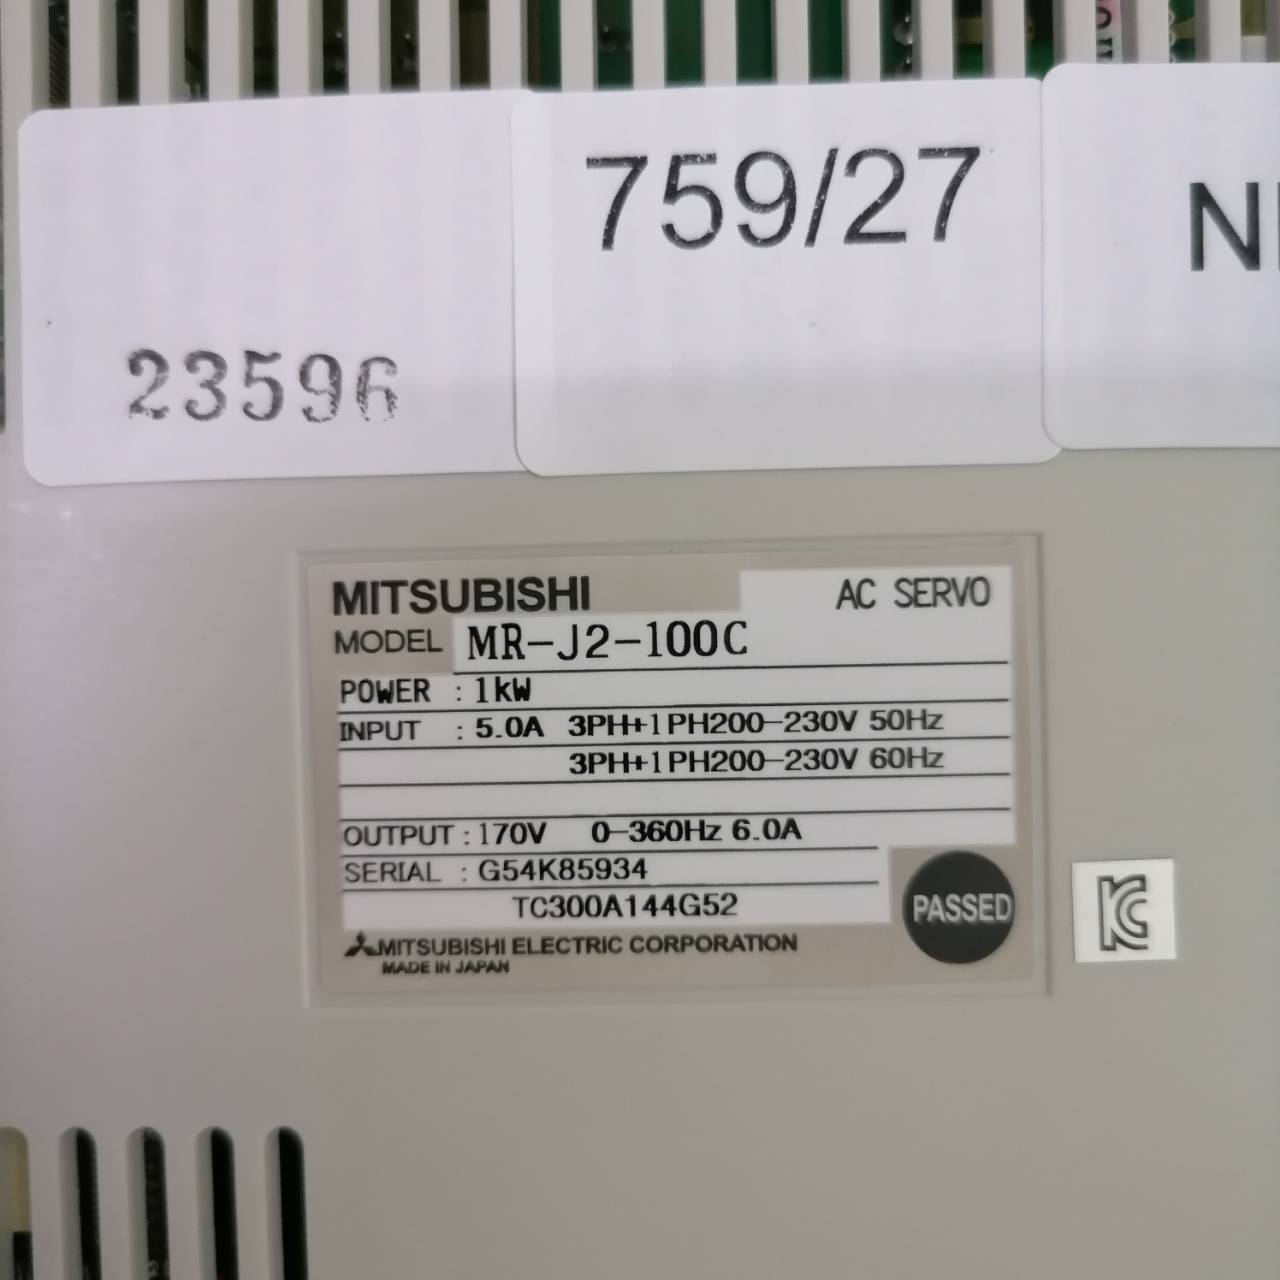 759/27
23596
MITSUBISHI AC SERVO
MODEL MR-J2-100C
POWER : 1kW
INPUT : 5.0A 3PH+1PH200-230V 50Hz
3PH+1PH200-230V 60Hz
OUTPUT : 170V 0-360Hz 6.0A
SERIAL : G54K85934
TC300A144G52
PASSED
MITSUBISHI ELECTRIC CORPORATION
MADE IN JAPAN